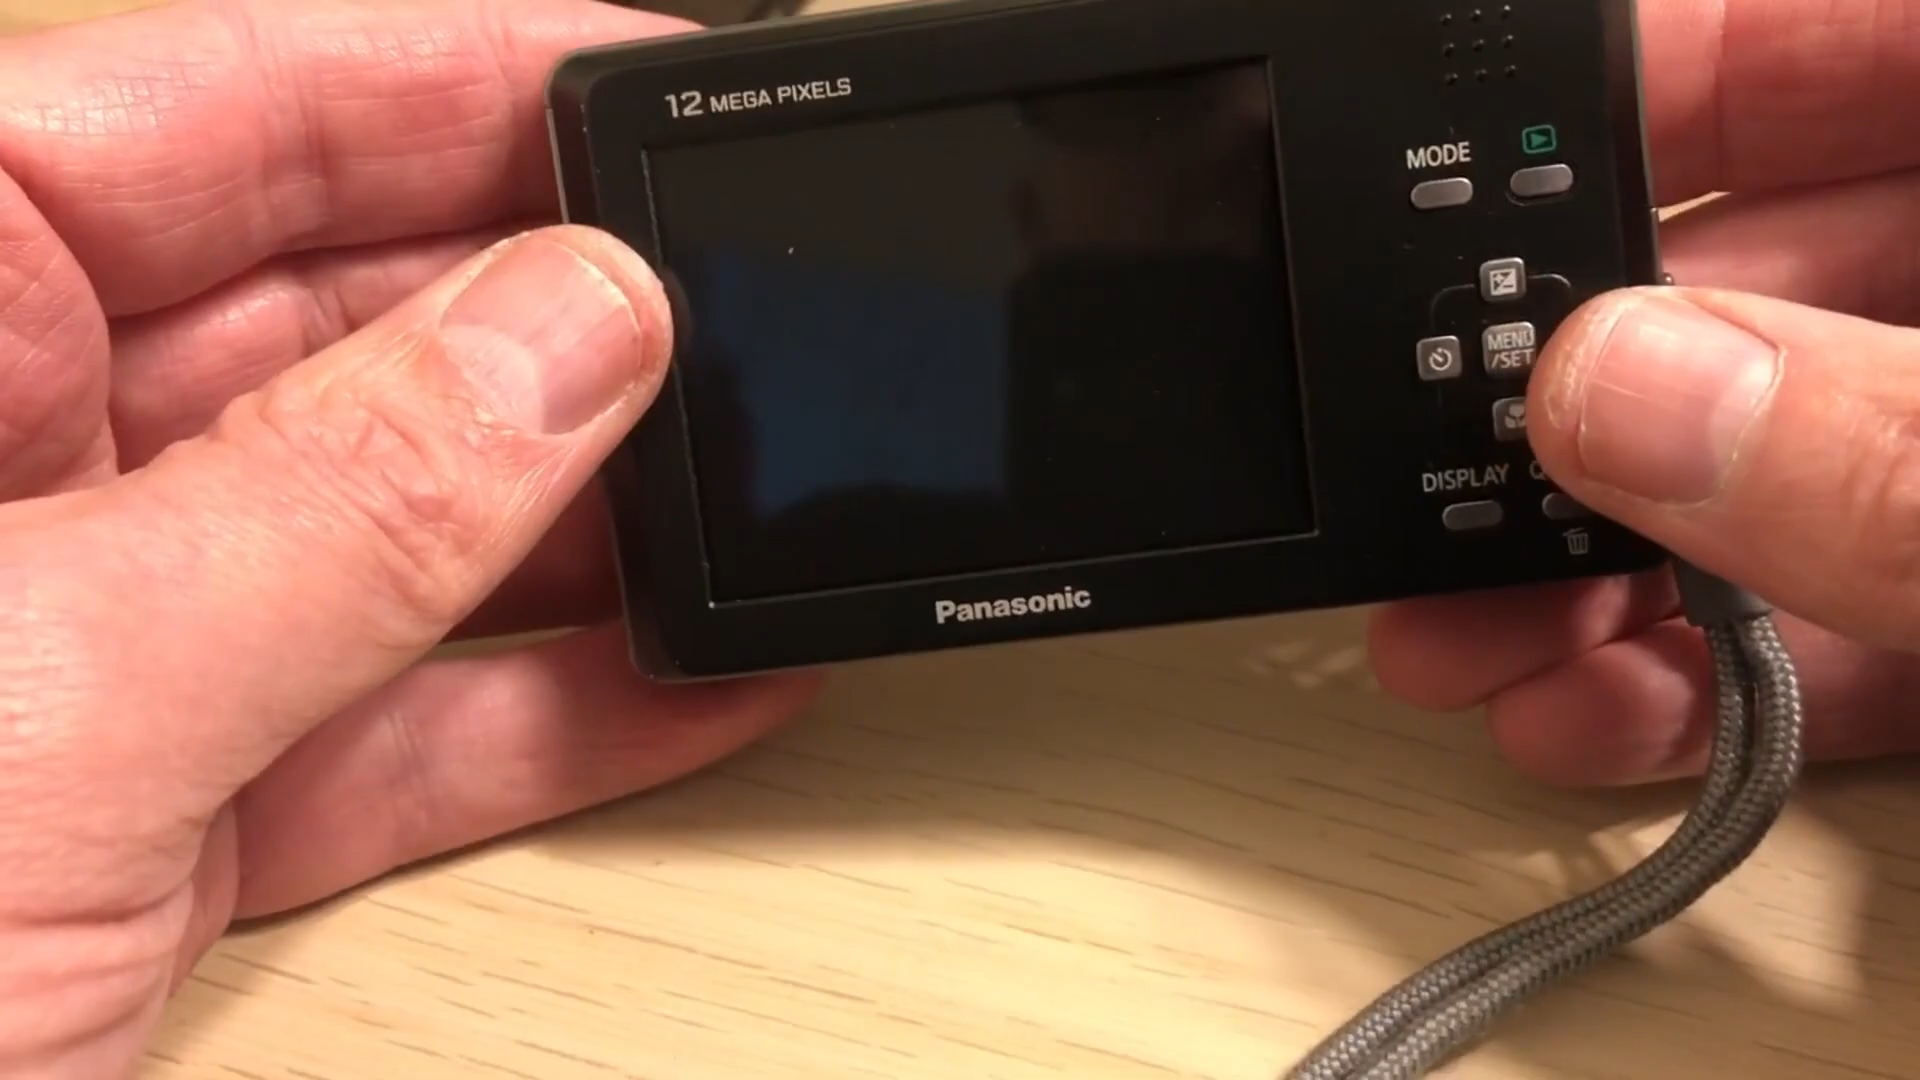 12 MEGA PIXELS
MODE
MENU
/SET
DISPLAY
Panasonic